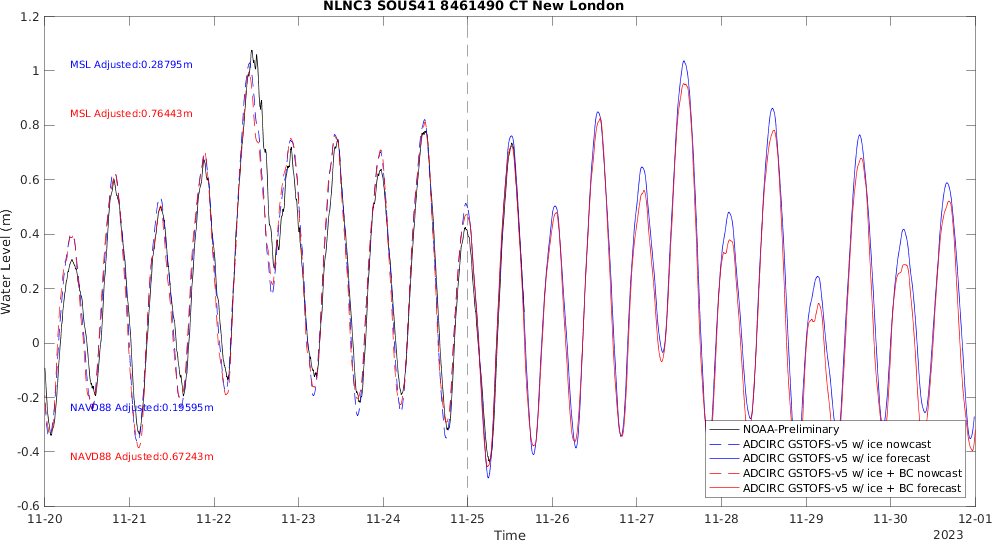 NLNC3 SOUS41 8461490 CT New London
1.2
1
0.8
0.6
0.4
0.2
0
-0.2
-0.4
-0.6
Water Level (m)
MSL Adjusted:0.28795m
MSL Adjusted:0.76443m
NAVD88 Adjusted:0.19595m
NAVD88 Adjusted:0.67243m
NOAA-Preliminary
ADCIRC GSTOFS-v5 w/ ice nowcast
ADCIRC GSTOFS-v5 w/ ice forecast
ADCIRC GSTOFS-v5 w/ ice + BC nowcast
ADCIRC GSTOFS-v5 w/ ice + BC forecast
11-20 11-21 11-22 11-23 11-24 11-25 11-26 11-27 11-28 11-29 11-30 12-01
Time
2023